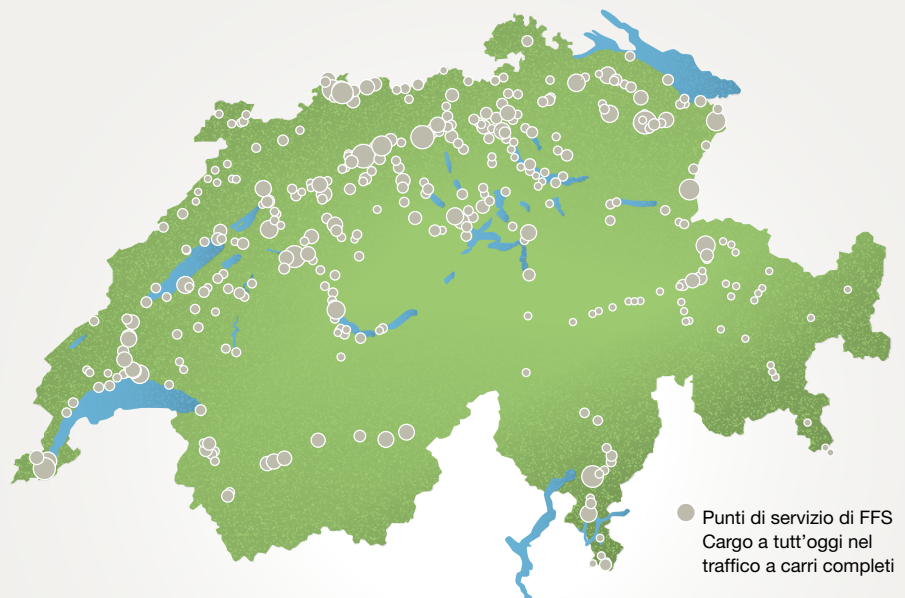 Punti di servizio di FFS
Cargo a tutt'oggi nel
traffico a carri completi